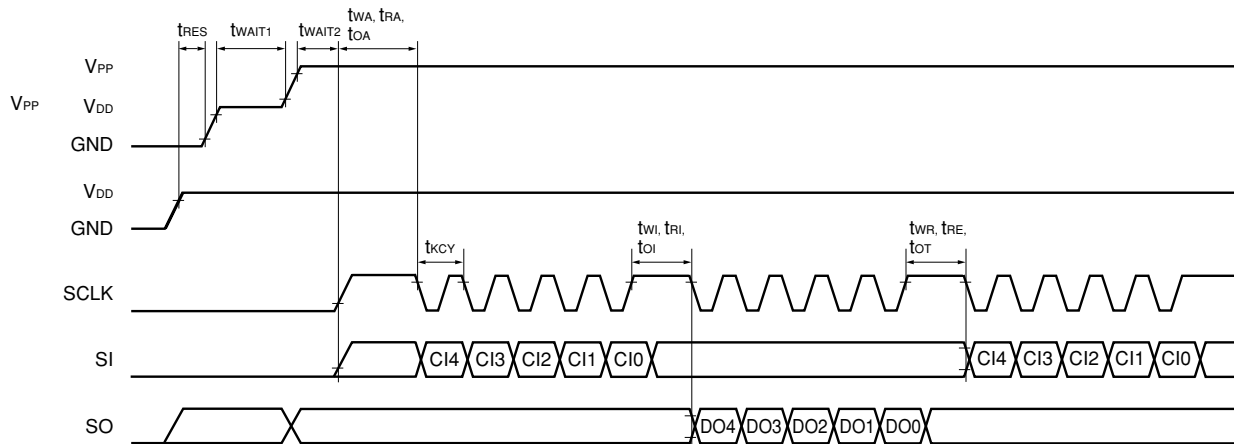 tRES tWAIT1 tWAIT2 tWA, tRA,
tOA
VPP
VPP VDD
GND
VDD
GND
tKCY tWI, tRI,
tOI tWR, tRE,
tOT
SCLK
SI CI4 CI3 CI2 CI1 CI0 CI4 CI3 CI2 CI1 CI0
SO DO4 DO3 DO2 DO1 DO0